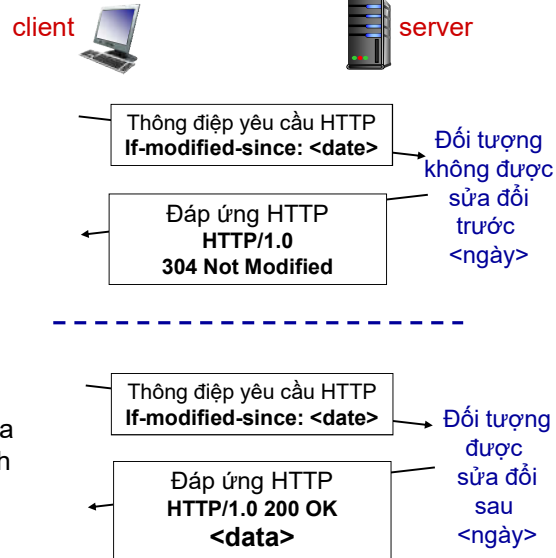 client
server
Thông điệp yêu cầu HTTP
If-modified-since: <date>
Đối tượng
không được
sửa đổi
trước
<ngày>
Đáp ứng HTTP
HTTP/1.0
304 Not Modified
Thông điệp yêu cầu HTTP
If-modified-since: <date>
Đối tượng
được
sửa đổi
sau
<ngày>
a
h
Đáp ứng HTTP
HTTP/1.0 200 OK
<data>